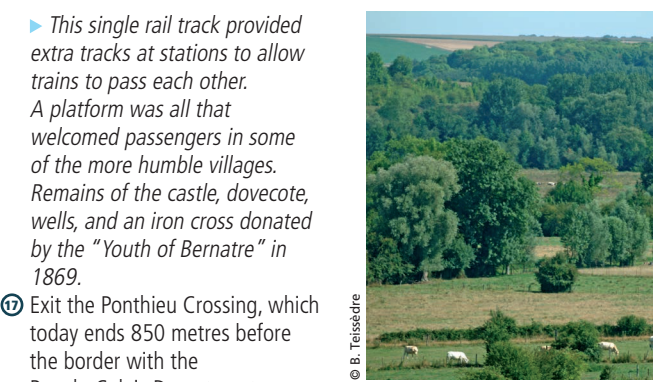 ► This single rail track provided
extra tracks at stations to allow
trains to pass each other.
A platform was all that
welcomed passengers in some
of the more humble villages.
Remains of the castle, dovecote,
wells, and an iron cross donated
by the “Youth of Bernatre” in
1869.
17 Exit the Ponthieu Crossing, which
today ends 850 metres before
the border with the
© B. Teissèdre